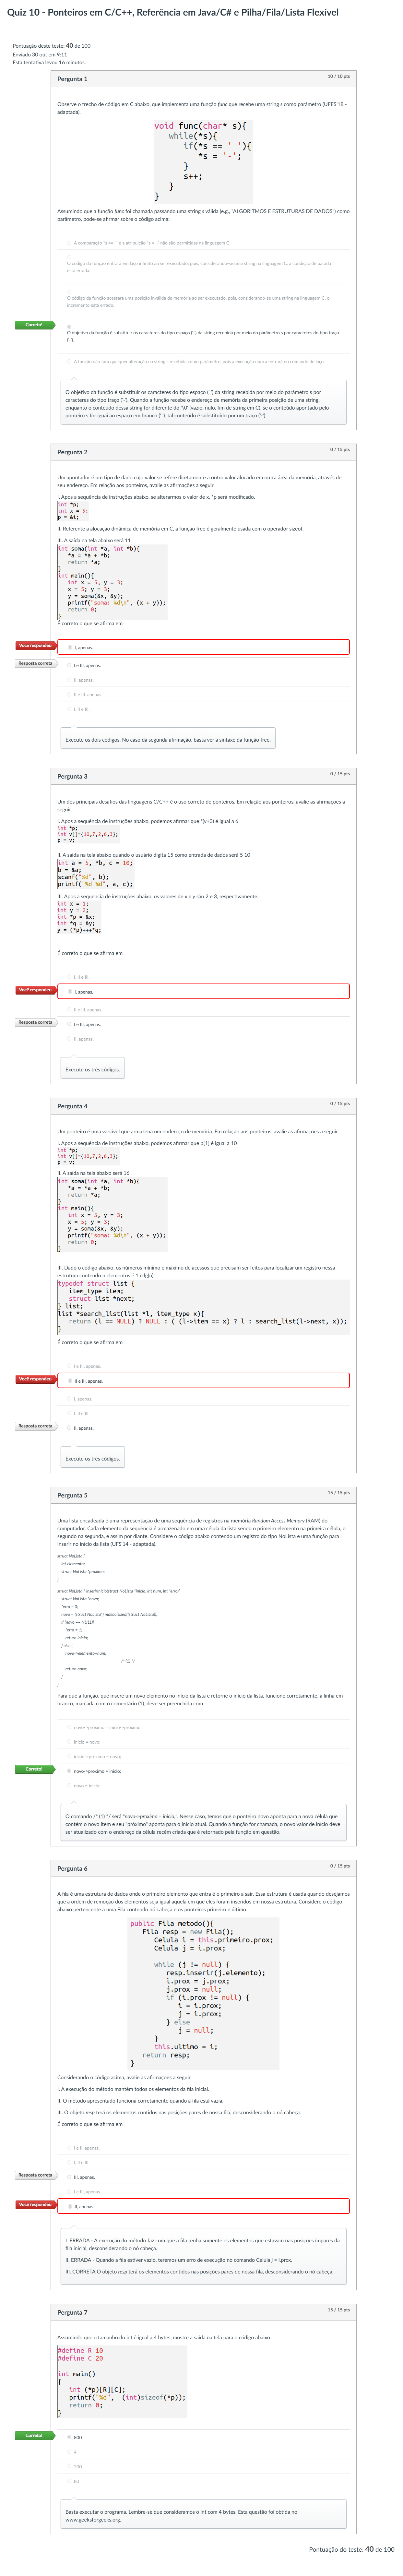 Quiz 10 - Ponteiros em C/C++, Referência em Java/C# e Pilha/Fila/Lista Flexível
Pontuação deste teste: 40 de 100
Enviado 30 out em 9:11
Esta tentativa levou 16 minutos.
Pergunta 1
10 / 10 pts
Observe o trecho de código em C abaixo, que implementa uma função func que recebe uma string s como parâmetro (UFES'18 -
adaptada).
void func(char* s){
while(*s){
if(*s == ' '){
*s = '-';
}
s++;
}
}
Assumindo que a função func foi chamada passando uma string s válida (e.g., "ALGORITMOS E ESTRUTURAS DE DADOS") como
parâmetro, pode-se afirmar sobre o código acima:
A comparação *s == '' e a atribuição *s = '-' não são permitidas na linguagem C.
O código da função entrará em laço infinito ao ser executado, pois, considerando-se uma string na linguagem C, a condição de parada
está errada.
O código da função acessará uma posição inválida de memória ao ser executado, pois, considerando-se uma string na linguagem C, o
incremento está errado.
Correto!
O objetivo da função é substituir os caracteres do tipo espaço (' ') da string recebida por meio do parâmetro s por caracteres do tipo traço
('-').
A função não fará qualquer alteração na string s recebida como parâmetro, pois a execução nunca entrará no comando de laço.
O objetivo da função é substituir os caracteres do tipo espaço (' ') da string recebida por meio do parâmetro s por
caracteres do tipo traço ('-'). Quando a função recebe o endereço de memória da primeira posição de uma string,
enquanto o conteúdo dessa string for diferente do '\0' (vazio, nulo, fim de string em C), se o conteúdo apontado pelo
ponteiro s for igual ao espaço em branco (' '), tal conteúdo é substituído por um traço ('-').
Pergunta 2
0 / 15 pts
Um apontador é um tipo de dado cujo valor se refere diretamente a outro valor alocado em outra área da memória, através de
seu endereço. Em relação aos ponteiros, avalie as afirmações a seguir.
I. Apos a sequência de instruções abaixo, se alterarmos o valor de x, *p será modificado.
int *p;
int x = 5;
p = &i;
II. Referente a alocação dinâmica de memória em C, a função free é geralmente usada com o operador sizeof.
III. A saída na tela abaixo será 11
int soma(int *a, int *b){
*a = *a + *b;
return *a;
}
int main(){
int x = 5, y = 3;
x = 5; y = 3;
y = soma(&x, &y);
printf("soma: %d\n", (x + y));
return 0;
}
É correto o que se afirma em
Você respondeu
I, apenas.
Resposta correta
I e III, apenas.
II, apenas.
II e III, apenas.
I, II e III.
Execute os dois códigos. No caso da segunda afirmação, basta ver a sintaxe da função free.
Pergunta 3
0 / 15 pts
Um dos principais desafios das linguagens C/C++ é o uso correto de ponteiros. Em relação aos ponteiros, avalie as afirmações a
seguir.
I. Apos a sequência de instruções abaixo, podemos afirmar que *(v+3) é igual a 6
int *p;
int v[]={10,7,2,6,3};
p = v;
II. A saída na tela abaixo quando o usuário digita 15 como entrada de dados será 5 10
int a = 5, *b, c = 10;
b = &a;
scanf("%d", b);
printf("%d %d", a, c);
III. Apos a sequência de instruções abaixo, os valores de x e y são 2 e 3, respectivamente.
int x = 1;
int y = 2;
int *p = &x;
int *q = &y;
y = (*p)+++*q;
É correto o que se afirma em
I, II e III.
Você respondeu
I, apenas.
II e III, apenas.
Resposta correta
I e III, apenas.
II, apenas.
Execute os três códigos.
Pergunta 4
0 / 15 pts
Um ponteiro é uma variável que armazena um endereço de memória. Em relação aos ponteiros, avalie as afirmações a seguir.
I. Apos a sequência de instruções abaixo, podemos afirmar que p[1] é igual a 10
int *p;
int v[]={10,7,2,6,3};
p = v;
II. A saída na tela abaixo será 16
int soma(int *a, int *b){
*a = *a + *b;
return *a;
}
int main(){
int x = 5, y = 3;
x = 5; y = 3;
y = soma(&x, &y);
printf("soma: %d\n", (x + y));
return 0;
}
III. Dado o código abaixo, os números mínimo e máximo de acessos que precisam ser feitos para localizar um registro nessa
estrutura contendo n elementos é 1 e lg(n)
typedef struct list {
item_type item;
struct list *next;
} list;
list *search_list(list *l, item_type x){
return (l == NULL) ? NULL : ( (l->item == x) ? l : search_list(l->next, x));
}
É correto o que se afirma em
I e III, apenas.
Você respondeu
II e III, apenas.
I, apenas.
I, II e III.
Resposta correta
II, apenas.
Execute os três códigos.
Pergunta 5
15 / 15 pts
Uma lista encadeada é uma representação de uma sequência de registros na memória Random Access Memory (RAM) do
computador. Cada elemento da sequência é armazenado em uma célula da lista sendo o primeiro elemento na primeira célula, o
segundo na segunda, e assim por diante. Considere o código abaixo contendo um registro do tipo NoLista e uma função para
inserir no início da lista (UFS'14 - adaptada).
struct NoLista {
int elemento;
struct NoLista *proximo;
};
struct NoLista * inserirInicio(struct NoLista *inicio, int num, int *erro){
struct NoLista *novo;
*erro = 0;
novo = (struct NoLista*) malloc(sizeof(struct NoLista));
if (novo == NULL){
*erro = 1;
return inicio;
} else {
novo->elemento=num;
______________________________/* (1) */
return novo;
}
}
Para que a função, que insere um novo elemento no início da lista e retorne o início da lista, funcione corretamente, a linha em
branco, marcada com o comentário (1), deve ser preenchida com
novo->proximo = inicio->proximo;
inicio = novo;
inicio->proximo = novo;
Correto!
novo->proximo = inicio;
novo = inicio;
O comando /* (1) */ será "novo->proximo = início;". Nesse caso, temos que o ponteiro novo aponta para a nova célula que
contém o novo item e seu "próximo" aponta para o início atual. Quando a função for chamada, o novo valor de início deve
ser atualizado com o endereço da célula recém criada que é retornado pela função em questão.
Pergunta 6
0 / 15 pts
A fila é uma estrutura de dados onde o primeiro elemento que entra é o primeiro a sair. Essa estrutura é usada quando desejamos
que a ordem de remoção dos elementos seja igual aquela em que eles foram inseridos em nossa estrutura. Considere o código
abaixo pertencente a uma Fila contendo nó cabeça e os ponteiros primeiro e último.
public Fila metodo(){
Fila resp = new Fila();
Celula i = this.primeiro.prox;
Celula j = i.prox;
while (j != null) {
resp.inserir(j.elemento);
i.prox = j.prox;
j.prox = null;
if (i.prox != null) {
i = i.prox;
j = i.prox;
} else
j = null;
}
this.ultimo = i;
return resp;
}
Considerando o código acima, avalie as afirmações a seguir.
I. A execução do método mantém todos os elementos da fila inicial.
II. O método apresentado funciona corretamente quando a fila está vazia.
III. O objeto resp terá os elementos contidos nas posições pares de nossa fila, desconsiderando o nó cabeça.
É correto o que se afirma em
I e II, apenas.
I, II e III
Resposta correta
III, apenas.
I e III, apenas
Você respondeu
II, apenas.
I. ERRADA - A execução do método faz com que a fila tenha somente os elementos que estavam nas posições ímpares da
fila inicial, desconsiderando o nó cabeça.
II. ERRADA - Quando a fila estiver vazio, teremos um erro de execução no comando Celula j = i.prox.
III. CORRETA O objeto resp terá os elementos contidos nas posições pares de nossa fila, desconsiderando o nó cabeça.
Pergunta 7
15 / 15 pts
Assumindo que o tamanho do int é igual a 4 bytes, mostre a saída na tela para o código abaixo:
#define R 10
#define C 20
int main()
{
int (*p)[R][C];
printf("%d", (int)sizeof(*p));
return 0;
}
Correto!
800
4
200
80
Basta executar o programa. Lembre-se que consideramos o int com 4 bytes. Esta questão foi obtida no
www.geeksforgeeks.org.
Pontuação do teste: 40 de 100